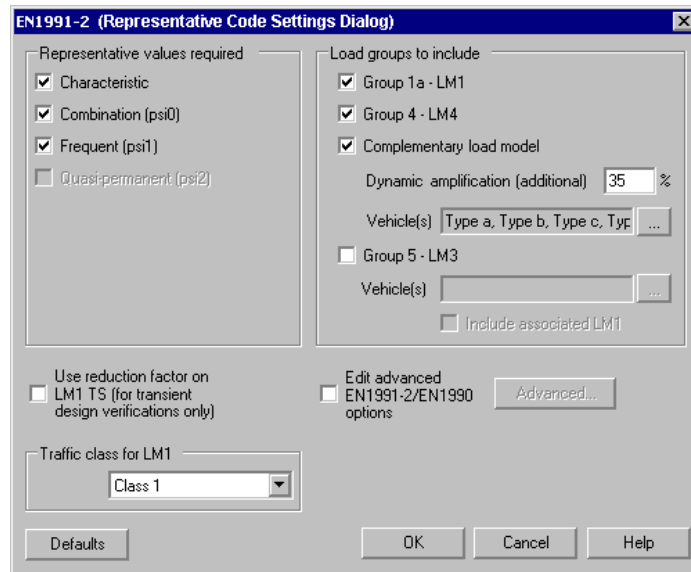 EN1991-2 (Representative Code Settings Dialog)
Representative values required
Characteristic
Combination (psi0)
Frequent (psi1)
Quasi-permanent (psi2)
Load groups to include
Group 1a - LM1
Group 4 - LM4
Complementary load model
Dynamic amplification (additional) 35 %
Vehicle(s) Type a, Type b, Type c, Typ ...
Group 5 - LM3
Vehicle(s) ...
Include associated LM1
Use reduction factor on
LM1 TS (for transient
design verifications only)
Edit advanced
EN1991-2/EN1990
options
Advanced...
Traffic class for LM1
Class 1
Defaults OK Cancel Help